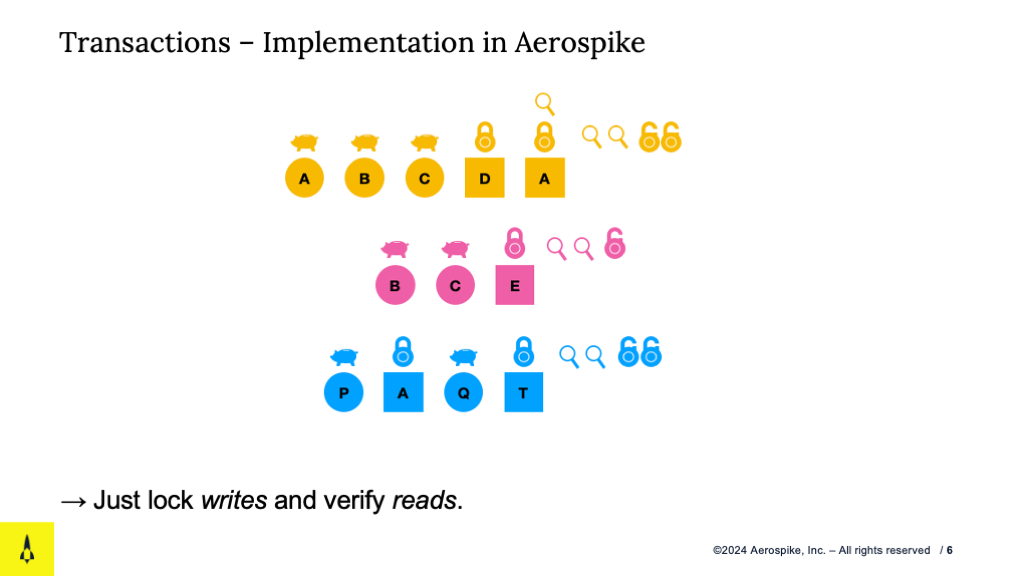 Transactions – Implementation in Aerospike
A B C D A
B C E
P A Q T
→ Just lock writes and verify reads.
©2024 Aerospike, Inc. – All rights reserved / 6